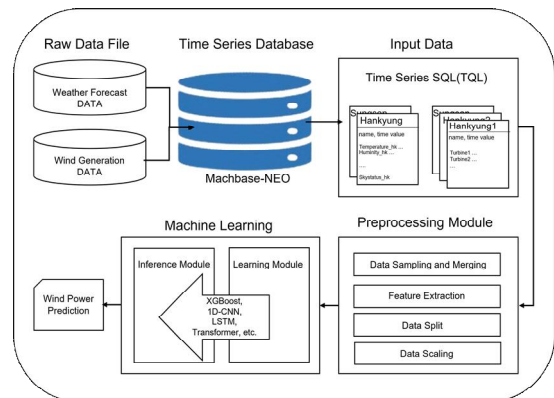 Raw Data File
Time Series Database
Input Data
Weather Forecast
DATA
Wind Generation
DATA
Machbase-NEO
Time Series SQL(TQL)
Hankyung
name, time value
Temperature_hk ...
Huminity_hk ...
....
Skystatus_hk
Hankyung2
Hankyung1
name, time value
Turbine1 ...
Turbine2 ...
...
Machine Learning
Preprocessing Module
Inference Module
Learning Module
XGBoost,
1D-CNN,
LSTM,
Transformer, etc.
Wind Power
Prediction
Data Sampling and Merging
Feature Extraction
Data Split
Data Scaling